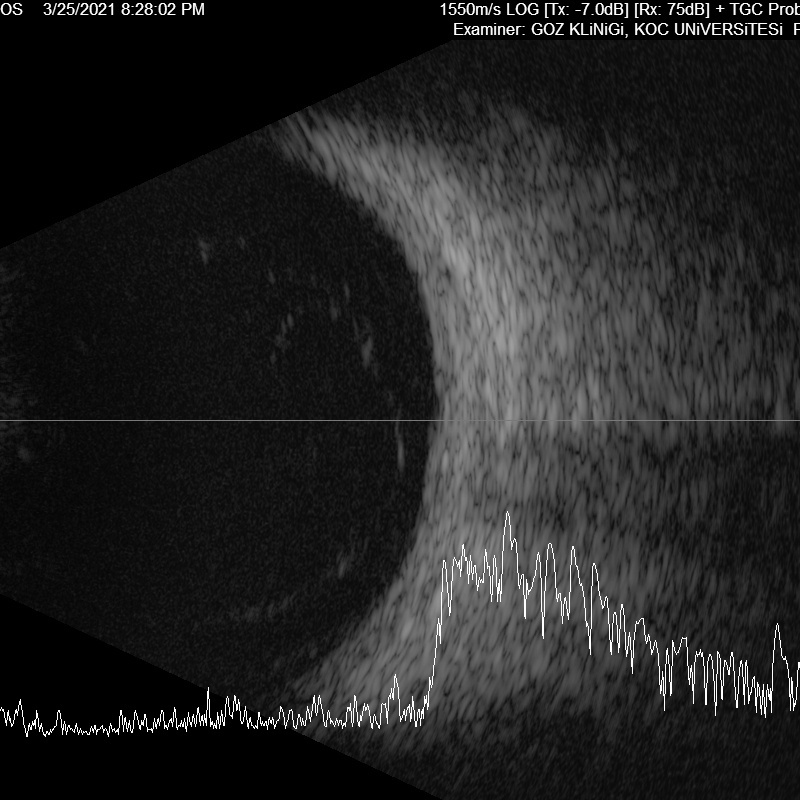 OS 3/25/2021 8:28:02 PM
1550m/s LOG [Tx: -7.0dB] [Rx: 75dB] + TGC
Examiner: GOZ KLiNiGi, KOC UNiVERSiTESi